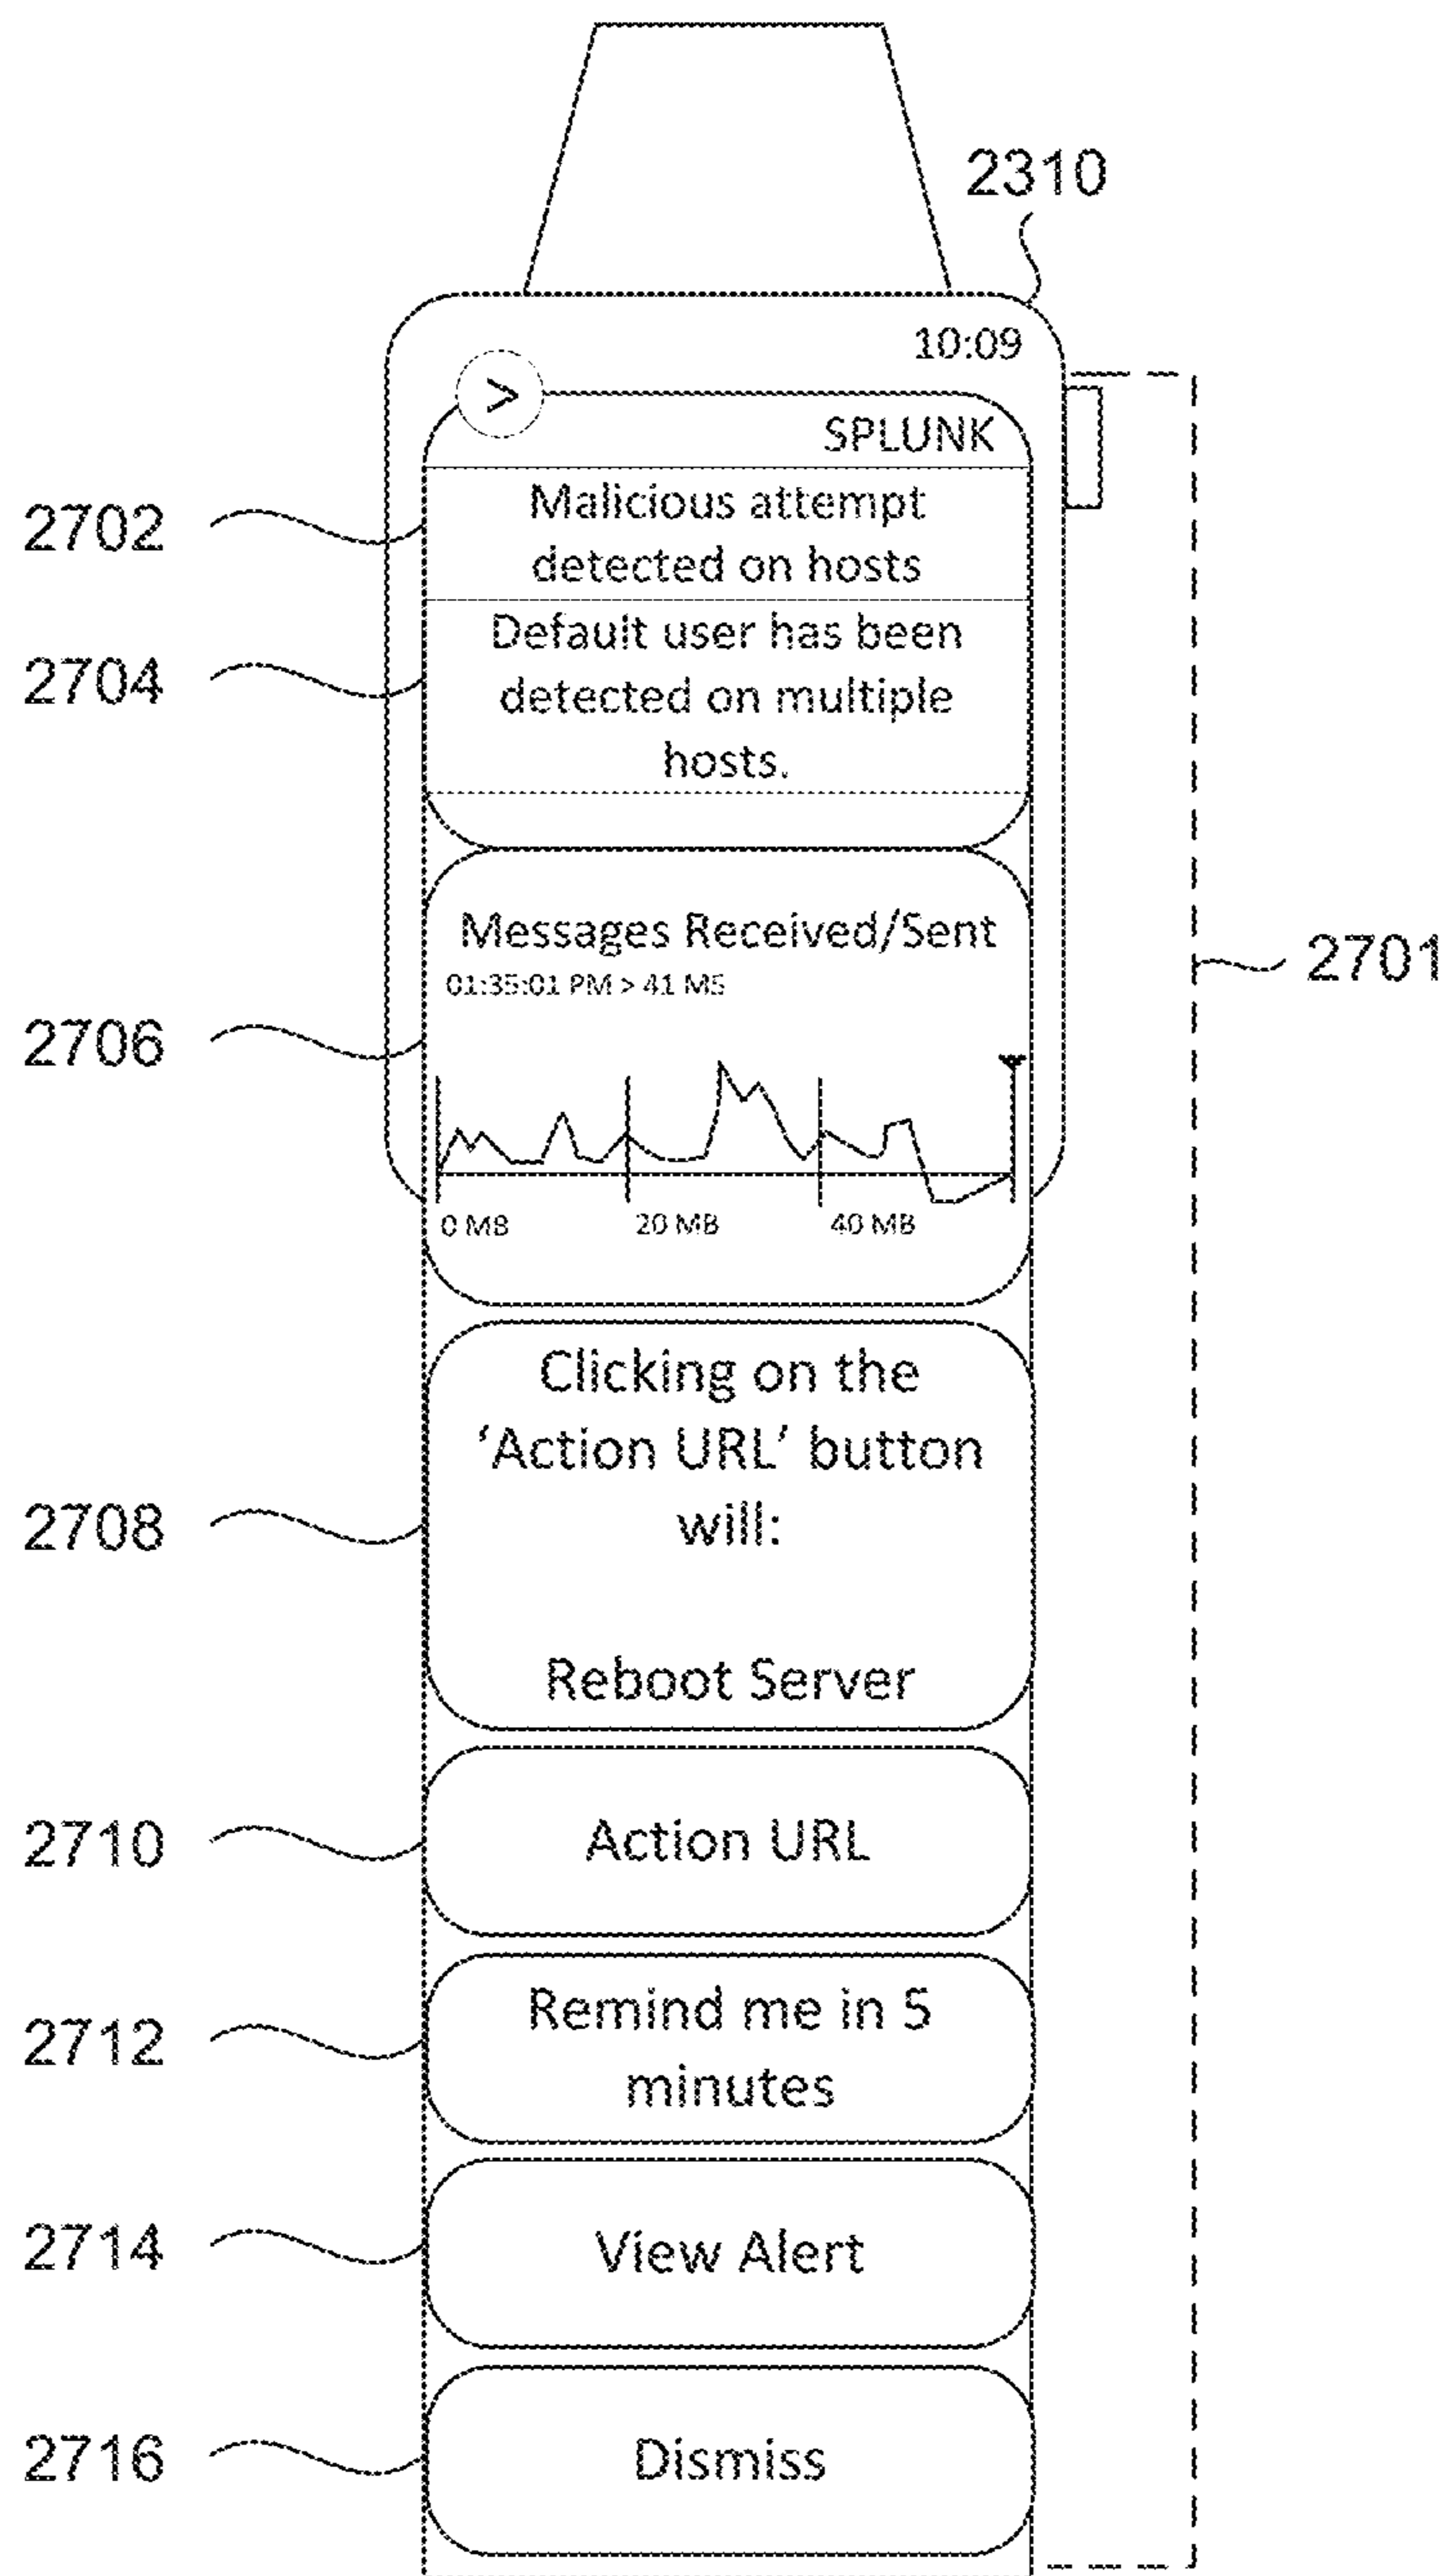 2310
10:09
>
SPLUNK
2702
Malicious attempt
detected on hosts
2704
Default user has been
detected on multiple
hosts.
2701
Messages Received/Sent
01:35:01 PM > 41 MS
2706
0 MB
20 MB
40 MB
Clicking on the
‘Action URL’ button
will:
2708
Reboot Server
2710
Action URL
2712
Remind me in 5
minutes
2714
View Alert
2716
Dismiss